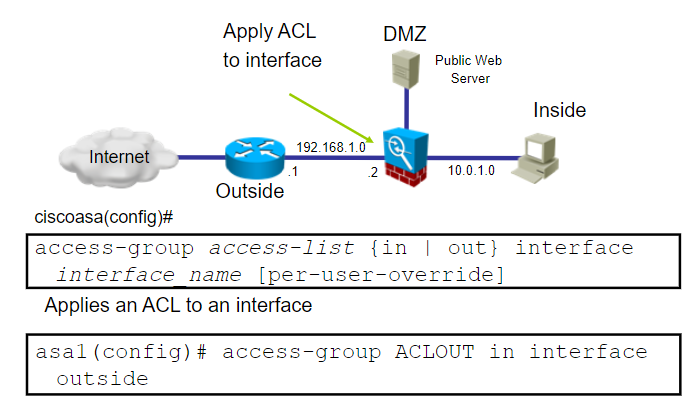 Apply ACL
to interface
DMZ
Public Web
Server
Inside
Internet
192.168.1.0
.1
.2
10.0.1.0
Outside
ciscoasa(config)#
access-group access-list {in | out} interface
interface_name [per-user-override]
Applies an ACL to an interface
asa1(config)# access-group ACLOUT in interface
outside